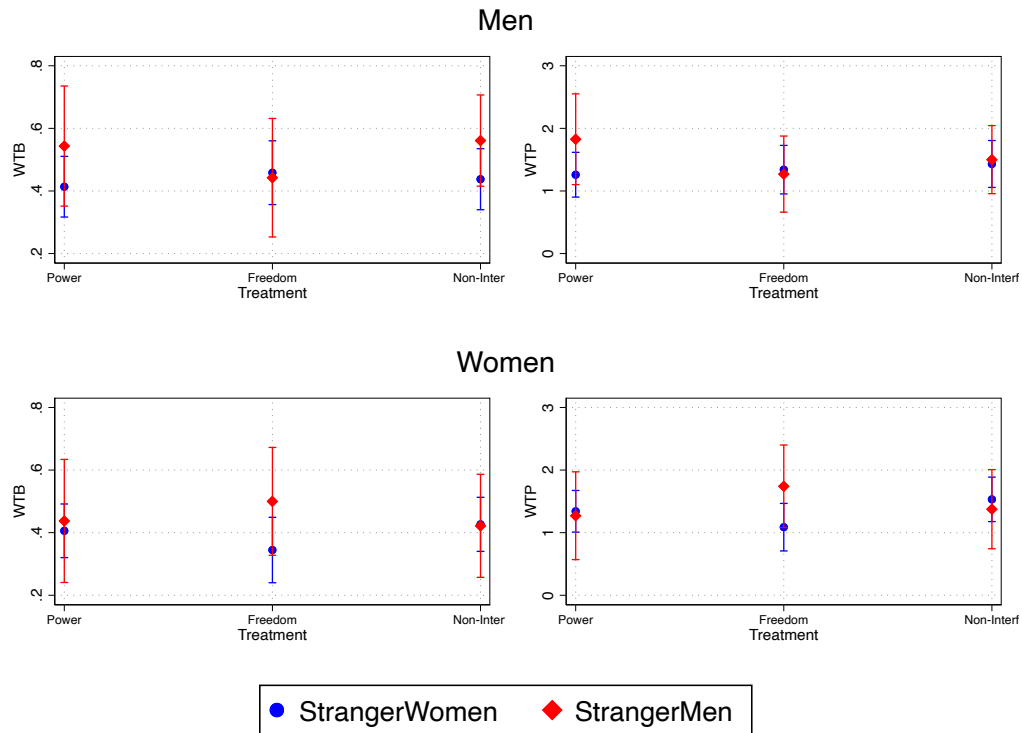 Men
.8
.6
.4
.2
WTB
Power
Freedom
Non-Inter
Treatment
3
2
1
0
WTP
Power
Freedom
Non-Interf
Treatment
Women
.8
.6
.4
.2
WTB
Power
Freedom
Non-Inter
Treatment
3
2
1
0
WTP
Power
Freedom
Non-Interf
Treatment
StrangerWomen
StrangerMen